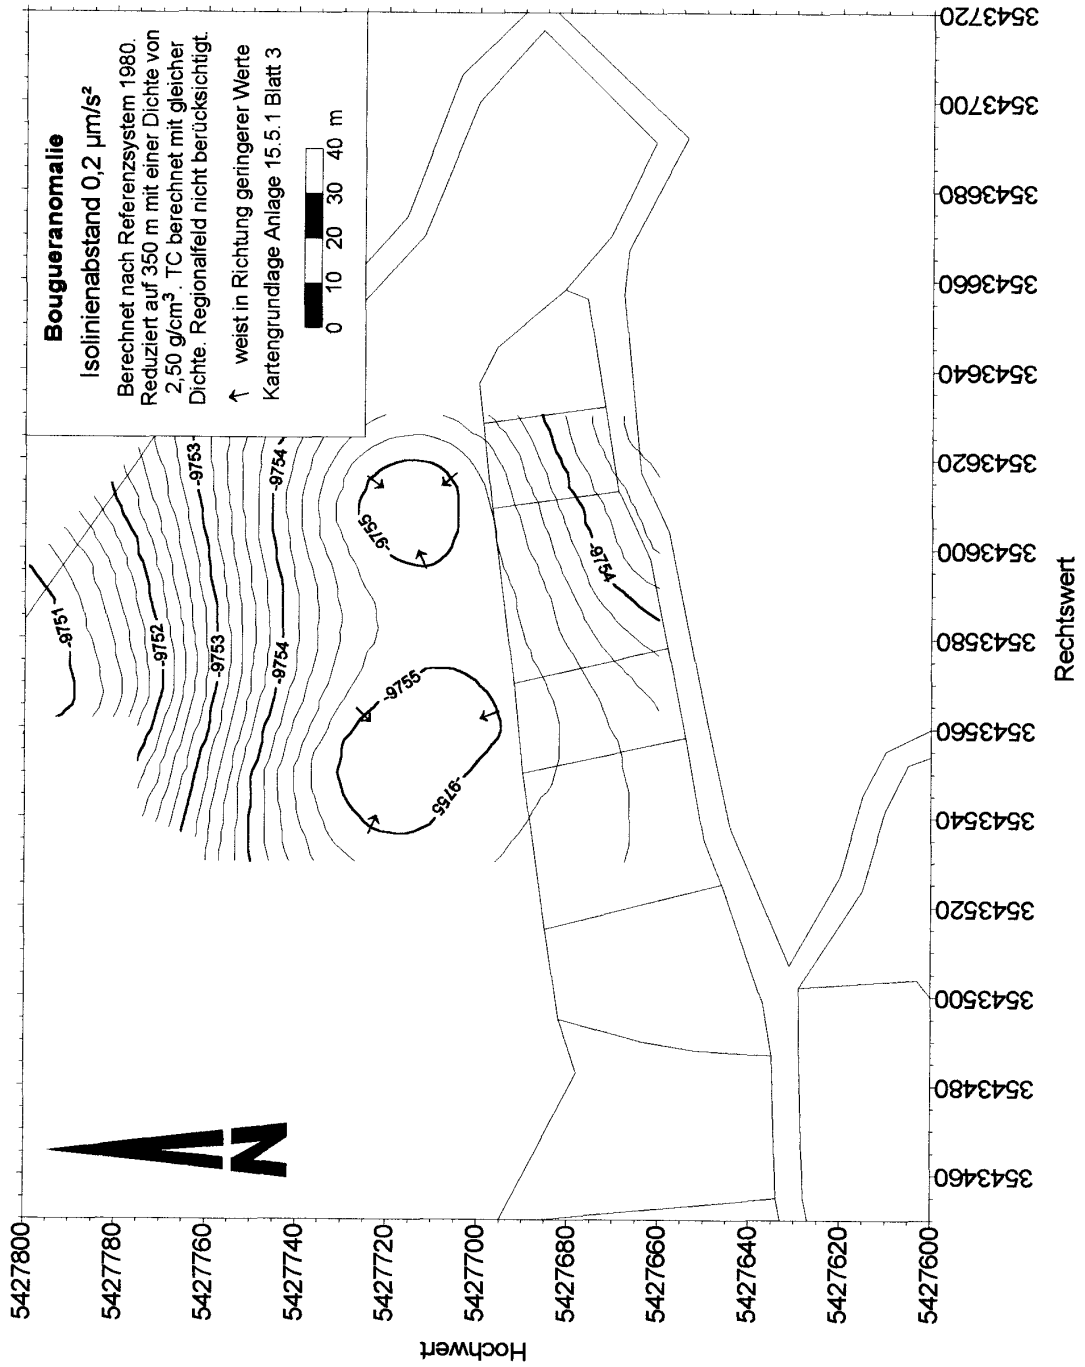 Bougueranomalie
Isolinienabstand 0,2 µm/s²
Berechnet nach Referenzsystem 1980.
Reduziert auf 350 m mit einer Dichte von
2,50 g/cm³. TC berechnet mit gleicher
Dichte. Regionalfeld nicht berücksichtigt.
weist in Richtung geringerer Werte
Kartengrundlage Anlage 15.5.1 Blatt 3
0 10 20 30 40 m
-9751
-9752
-9753
-9753
-9754
-9754
-9755
-9755
-9755
-9754
N
Hochwert
5427800
5427780
5427760
5427740
5427720
5427700
5427680
5427660
5427640
5427620
5427600
3543460
3543480
3543500
3543520
3543540
3543560
3543580
3543600
3543620
3543640
3543660
3543680
3543700
3543720
Rechtswert